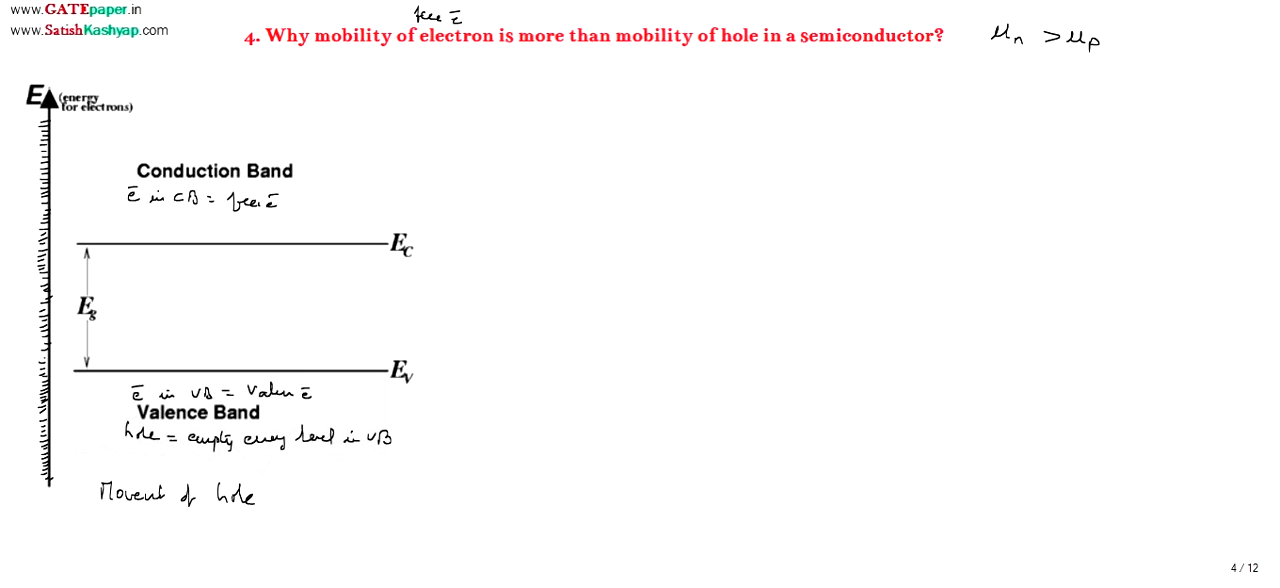 www.GATEpaper.in
www.SatishKashyap.com
free e̅
4. Why mobility of electron is more than mobility of hole in a semiconductor?
μn > μp
E (energy for electrons)
Conduction Band
e̅ in CB = free e̅
Ec
Eg
Ev
e̅ in VB = Valen e̅
Valence Band
hole = empty energy level in VB
Movent of hole
4 / 12